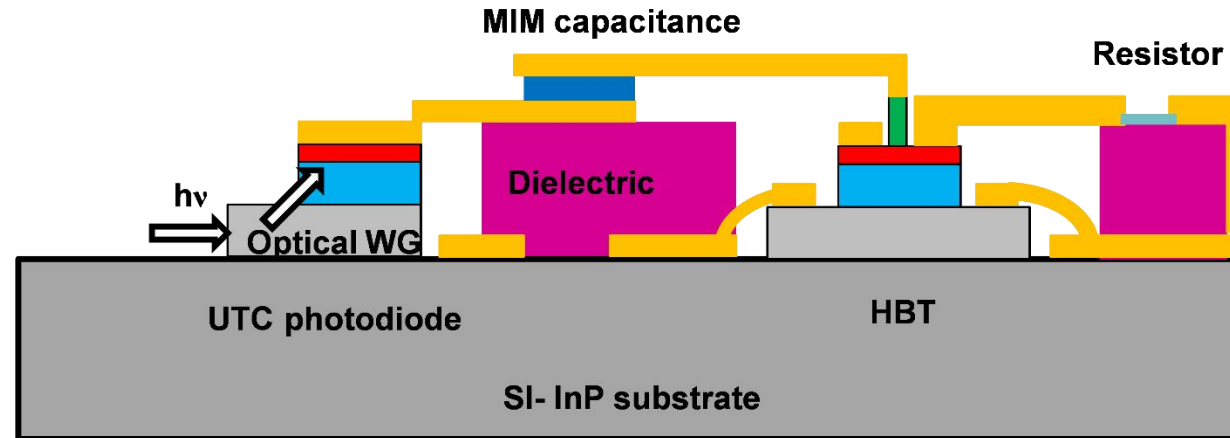 MIM capacitance
Resistor
Dielectric
hν
Optical WG
UTC photodiode
HBT
SI- InP substrate